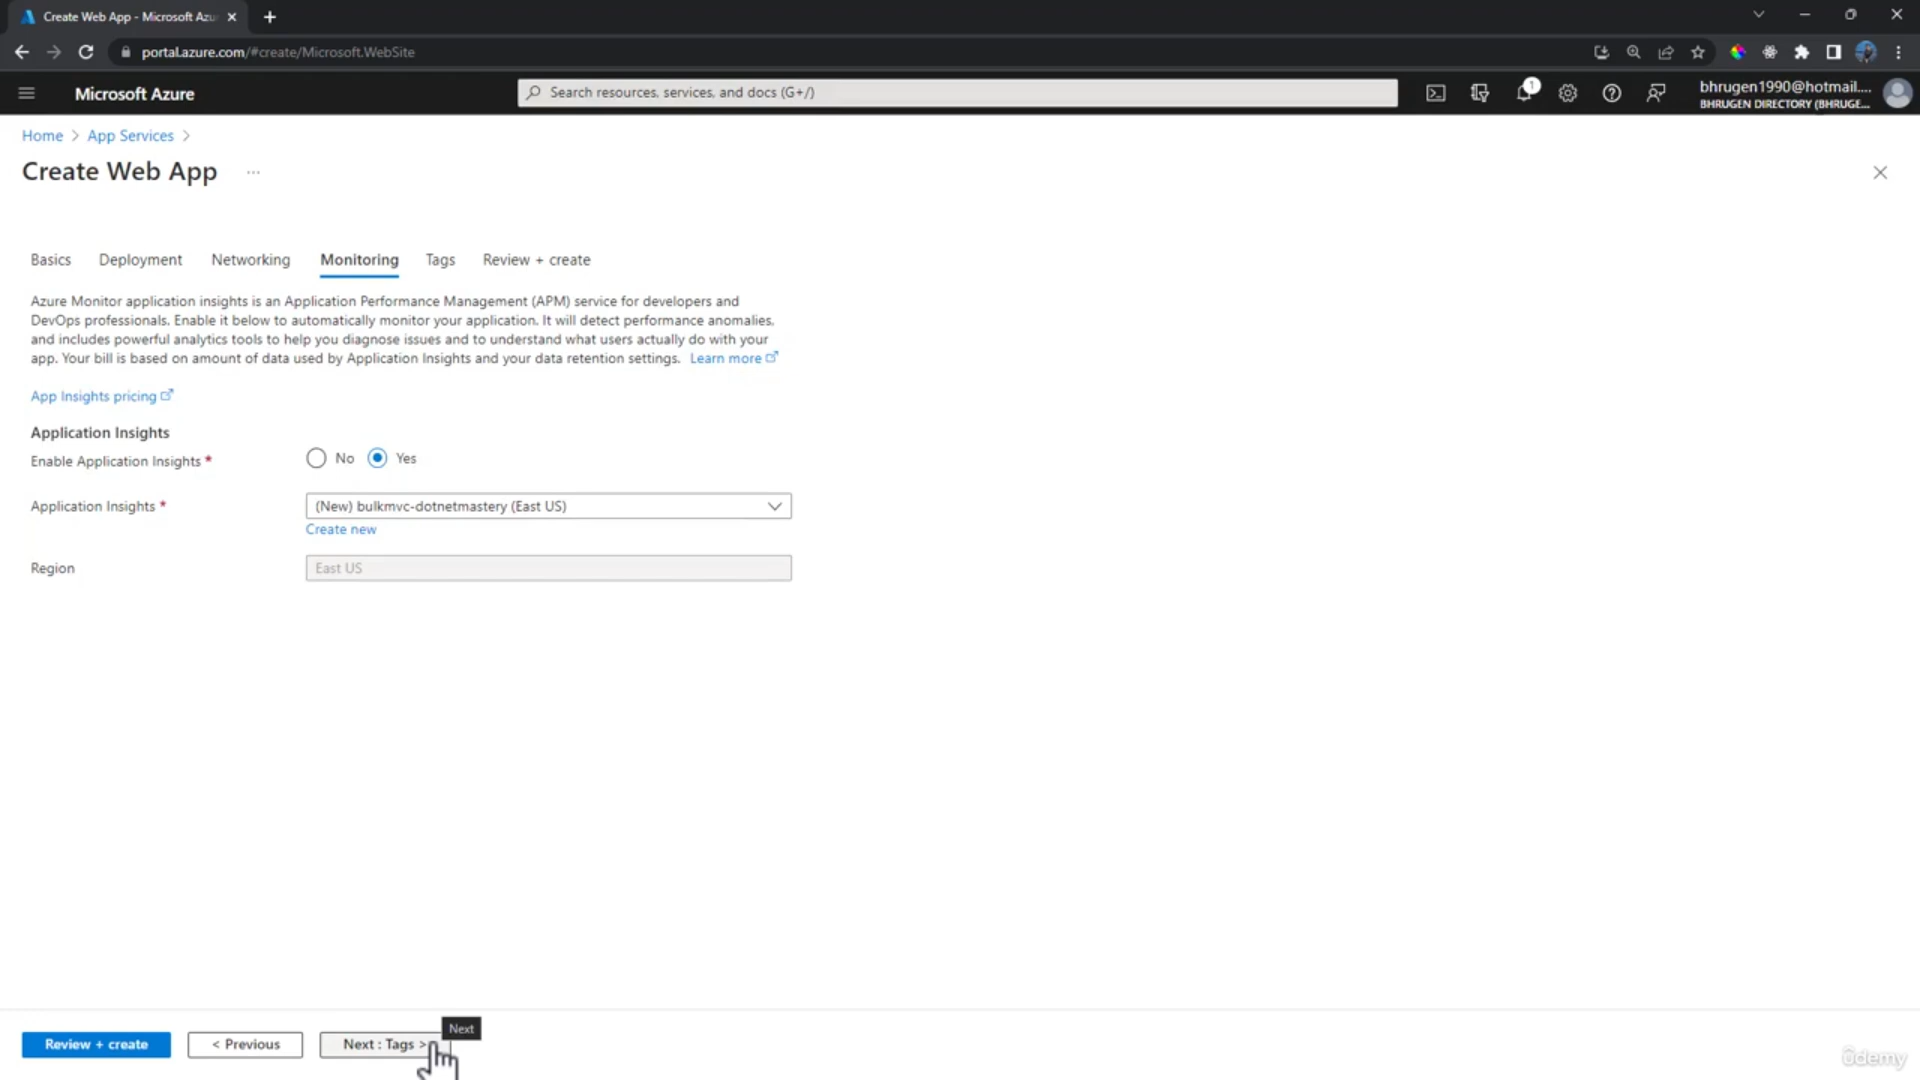 Create Web App - Microsoft Azu
portal.azure.com/#create/Microsoft.WebSite
Microsoft Azure
Search resources, services, and docs (G+/)
1
bhrugen1990@hotmail....
BHRUGEN DIRECTORY (BHRUGE...
Home > App Services >
Create Web App ...
Basics Deployment Networking Monitoring Tags Review + create
Azure Monitor application insights is an Application Performance Management (APM) service for developers and
DevOps professionals. Enable it below to automatically monitor your application. It will detect performance anomalies,
and includes powerful analytics tools to help you diagnose issues and to understand what users actually do with your
app. Your bill is based on amount of data used by Application Insights and your data retention settings. Learn more
App Insights pricing
Application Insights
Enable Application Insights * No Yes
Application Insights * (New) bulkmvc-dotnetmastery (East US)
Create new
Region East US
Next
Review + create < Previous Next : Tags >
ûdemy